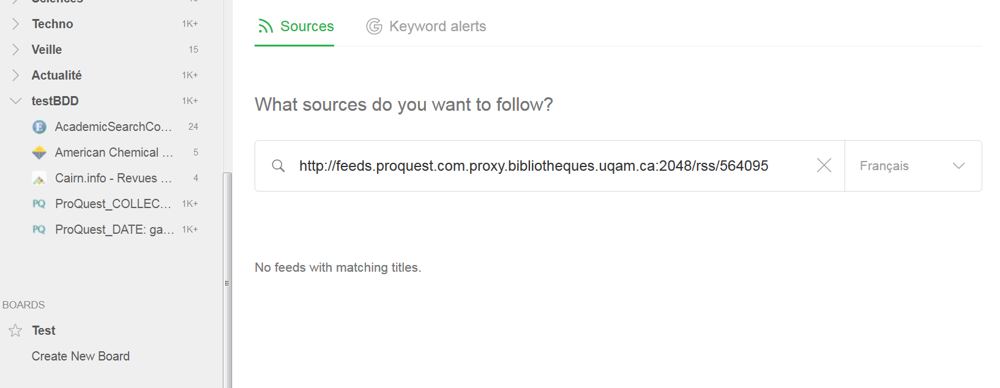 Sciences
Techno 1K+
Veille 15
Actualité 1K+
testBDD 1K+
AcademicSearchCo... 24
American Chemical ... 5
Cairn.info - Revues ... 4
PQ ProQuest_COLLEC... 1K+
PQ ProQuest_DATE: ga... 1K+
BOARDS
Test
Create New Board
Sources
Keyword alerts
What sources do you want to follow?
http://feeds.proquest.com.proxy.bibliotheques.uqam.ca:2048/rss/564095
Français
No feeds with matching titles.